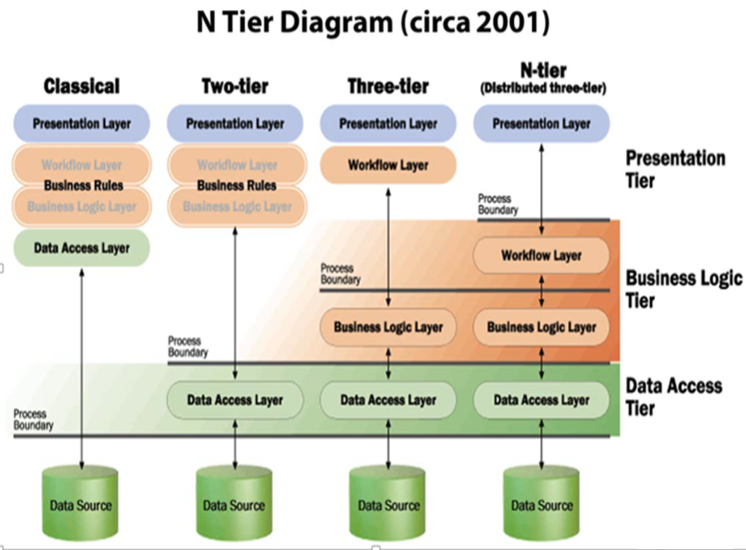 N Tier Diagram (circa 2001)
Classical
Two-tier
Three-tier
N-tier
(Distributed three-tier)
Presentation Layer
Presentation Layer
Presentation Layer
Presentation Layer
Workflow Layer
Business Rules
Business Logic Layer
Workflow Layer
Business Rules
Business Logic Layer
Workflow Layer
Presentation
Tier
Data Access Layer
Process
Boundary
Workflow Layer
Process
Boundary
Business Logic
Tier
Business Logic Layer
Business Logic Layer
Process
Boundary
Data Access Layer
Data Access Layer
Data Access Layer
Data Access
Tier
Process
Boundary
Data Source
Data Source
Data Source
Data Source